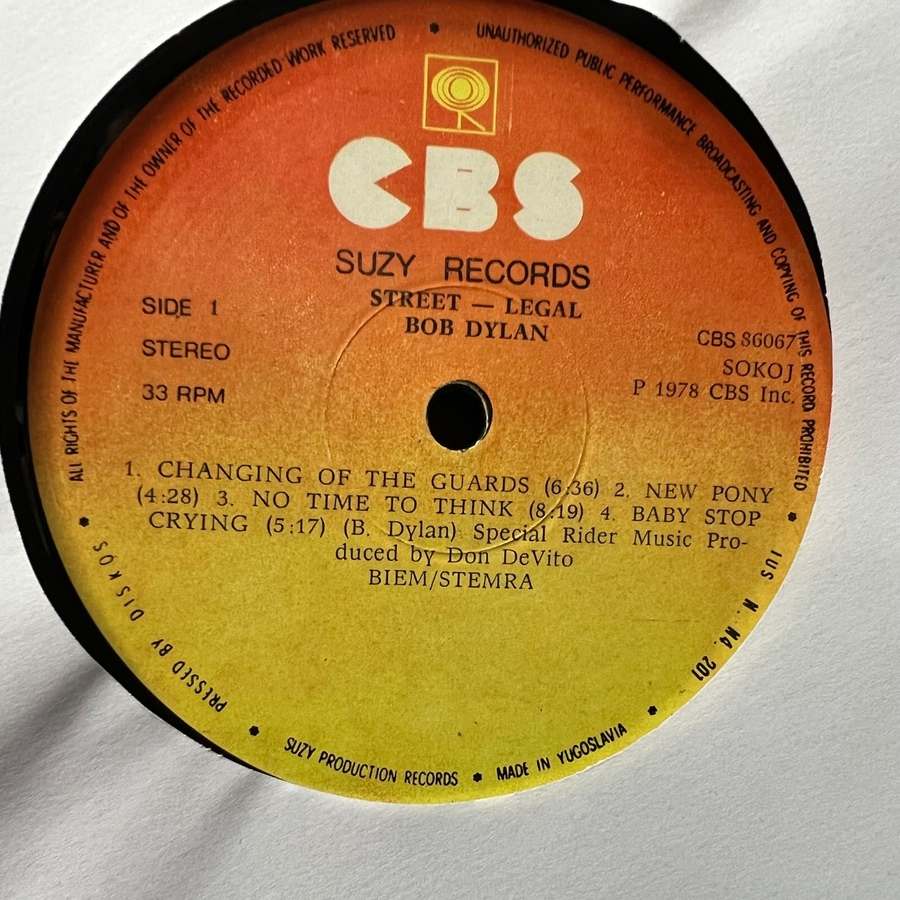 ALL RIGHTS OF THE MANUFACTURER AND OF THE OWNER OF THE RECORDED WORK RESERVED * UNAUTHORIZED PUBLIC PERFORMANCE BROADCASTING AND COPYING OF THIS RECORD PROHIBITED *
CBS
SUZY RECORDS
STREET — LEGAL
BOB DYLAN
SIDE 1
STEREO
33 RPM
CBS 86067
SOKOJ
P 1978 CBS Inc.
1. CHANGING OF THE GUARDS (6:36) 2. NEW PONY
(4:28) 3. NO TIME TO THINK (8:19) 4. BABY STOP
CRYING (5:17) (B. Dylan) Special Rider Music Pro-
duced by Don DeVito
BIEM/STEMRA
* PRESSED BY DISKOS * SUZY PRODUCTION RECORDS * MADE IN YUGOSLAVIA * IUS N. N4. 201